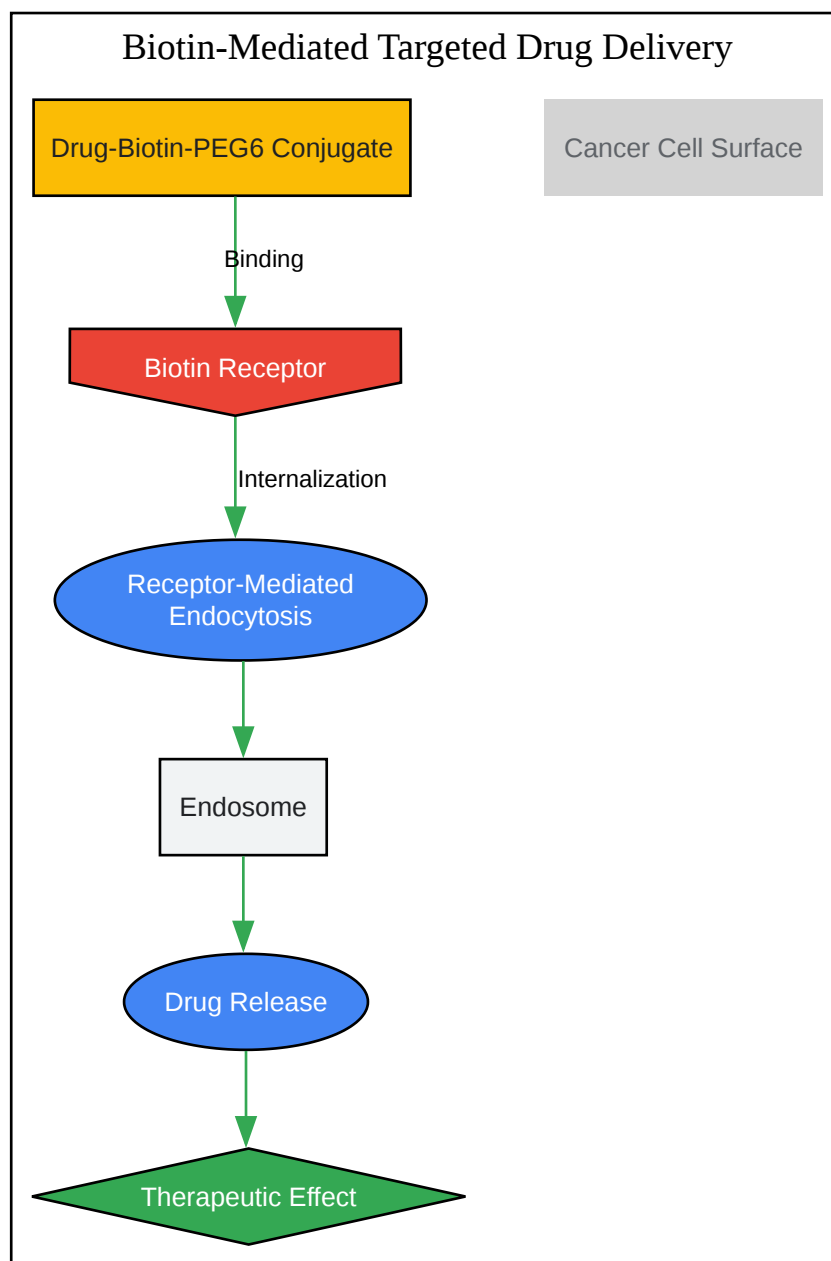 Biotin-Mediated Targeted Drug Delivery
Drug-Biotin-PEG6 Conjugate
Cancer Cell Surface
Binding
Biotin Receptor
Internalization
Receptor-Mediated
Endocytosis
Endosome
Drug Release
Therapeutic Effect